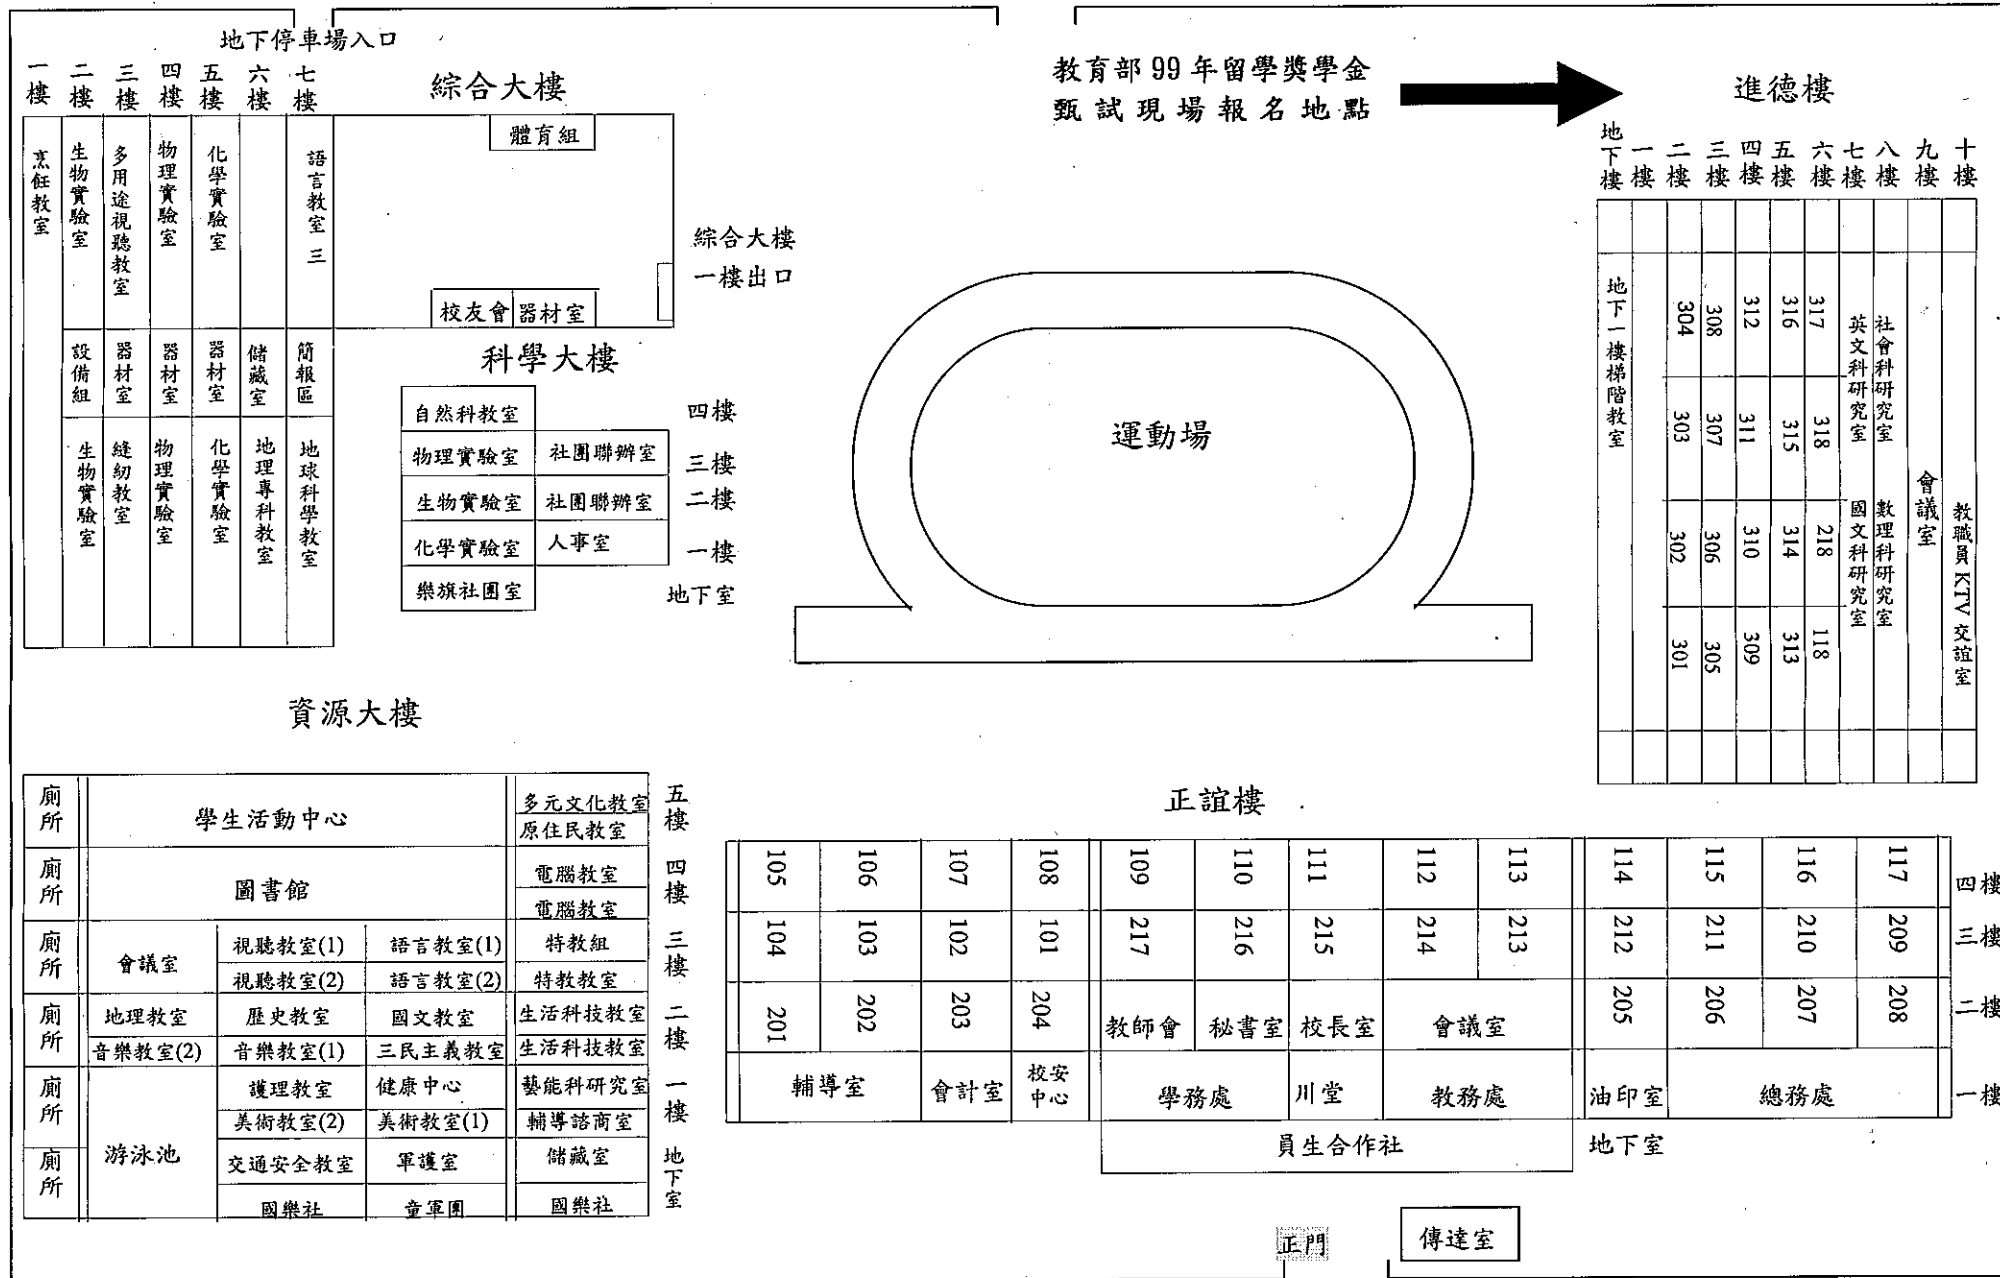 地下停車場入口
一樓
二樓
三樓
四樓
五樓
六樓
七樓
綜合大樓
烹飪教室
生物實驗室
多用途視聽教室
物理實驗室
化學實驗室
語言教室 三
設備組
器材室
器材室
器材室
儲藏室
簡報區
生物實驗室
縫紉教室
物理實驗室
化學實驗室
地理專科教室
地球科學教室
體育組
校友會
器材室
綜合大樓
一樓出口
科學大樓
自然科教室
四樓
物理實驗室
社團聯辦室
三樓
生物實驗室
社團聯辦室
二樓
化學實驗室
人事室
一樓
樂旗社團室
地下室
教育部 99 年留學獎學金
甄試現場報名地點
運動場
進德樓
地下樓
一樓
二樓
三樓
四樓
五樓
六樓
七樓
八樓
九樓
十樓
地下一樓梯階教室
304
303
302
301
308
307
306
305
312
311
310
309
316
315
314
313
317
318
218
118
英文科研究室
國文科研究室
社會科研究室
數理科研究室
會議室
教職員 KTV 交誼室
資源大樓
廁所
學生活動中心
多元文化教室
原住民教室
五樓
廁所
圖書館
電腦教室
電腦教室
四樓
廁所
會議室
視聽教室(1)
語言教室(1)
特教組
視聽教室(2)
語言教室(2)
特教教室
三樓
廁所
地理教室
歷史教室
國文教室
生活科技教室
音樂教室(2)
音樂教室(1)
三民主義教室
生活科技教室
二樓
廁所
護理教室
健康中心
藝能科研究室
美術教室(2)
美術教室(1)
輔導諮商室
一樓
廁所
游泳池
交通安全教室
軍護室
儲藏室
國樂社
童軍團
國樂社
地下室
正誼樓
105
106
107
108
109
110
111
112
113
114
115
116
117
四樓
104
103
102
101
217
216
215
214
213
212
211
210
209
三樓
201
202
203
204
教師會
秘書室
校長室
會議室
205
206
207
208
二樓
輔導室
會計室
校安中心
學務處
川堂
教務處
油印室
總務處
一樓
員生合作社
地下室
正門
傳達室